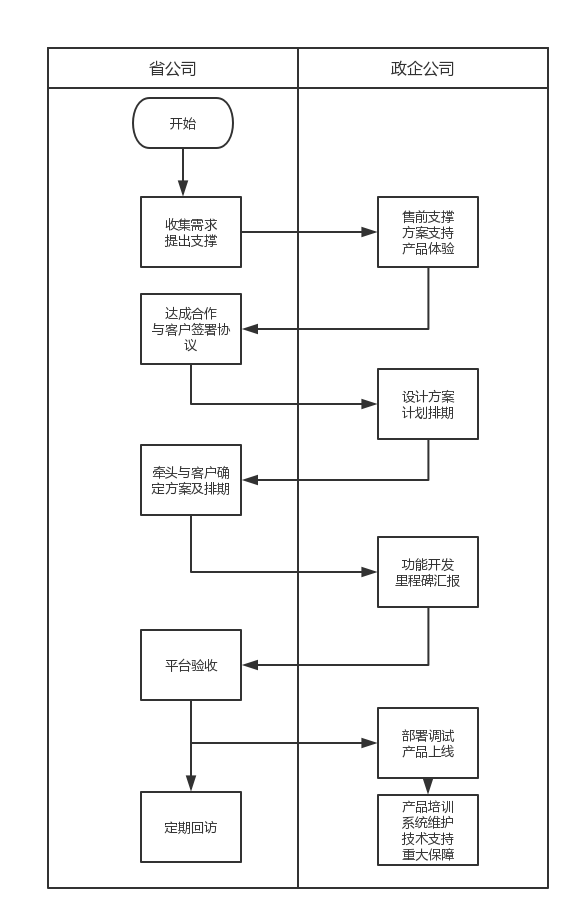 省公司
政企公司
开始
收集需求
提出支撑
售前支撑
方案支持
产品体验
达成合作
与客户签署协
议
设计方案
计划排期
牵头与客户确
定方案及排期
功能开发
里程碑汇报
平台验收
部署调试
产品上线
定期回访
产品培训
系统维护
技术支持
重大保障